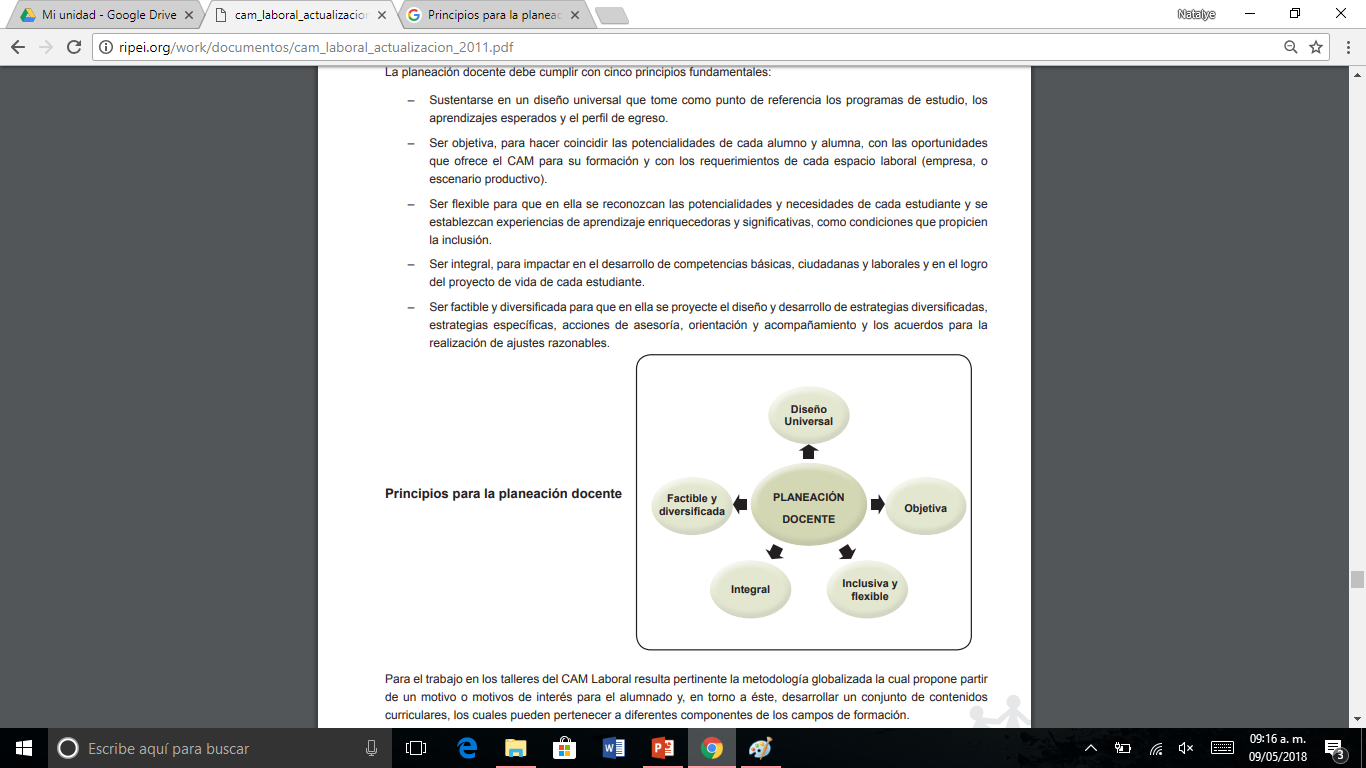 Mi unidad - Google Drive
cam_laboral_actualizacion
Principios para la planeac
Natalye
ripei.org/work/documentos/cam_laboral_actualizacion_2011.pdf
La planeación docente debe cumplir con cinco principios fundamentales:
– Sustentarse en un diseño universal que tome como punto de referencia los programas de estudio, los
aprendizajes esperados y el perfil de egreso.
– Ser objetiva, para hacer coincidir las potencialidades de cada alumno y alumna, con las oportunidades
que ofrece el CAM para su formación y con los requerimientos de cada espacio laboral (empresa, o
escenario productivo).
– Ser flexible para que en ella se reconozcan las potencialidades y necesidades de cada estudiante y se
establezcan experiencias de aprendizaje enriquecedoras y significativas, como condiciones que propicien
la inclusión.
– Ser integral, para impactar en el desarrollo de competencias básicas, ciudadanas y laborales y en el logro
del proyecto de vida de cada estudiante.
– Ser factible y diversificada para que en ella se proyecte el diseño y desarrollo de estrategias diversificadas,
estrategias específicas, acciones de asesoría, orientación y acompañamiento y los acuerdos para la
realización de ajustes razonables.
Principios para la planeación docente
Diseño
Universal
Factible y
diversificada
PLANEACIÓN
DOCENTE
Objetiva
Integral
Inclusiva y
flexible
Para el trabajo en los talleres del CAM Laboral resulta pertinente la metodología globalizada la cual propone partir
de un motivo o motivos de interés para el alumnado y, en torno a éste, desarrollar un conjunto de contenidos
curriculares, los cuales pueden pertenecer a diferentes componentes de los campos de formación.
Escribe aquí para buscar
09:16 a. m.
09/05/2018
3